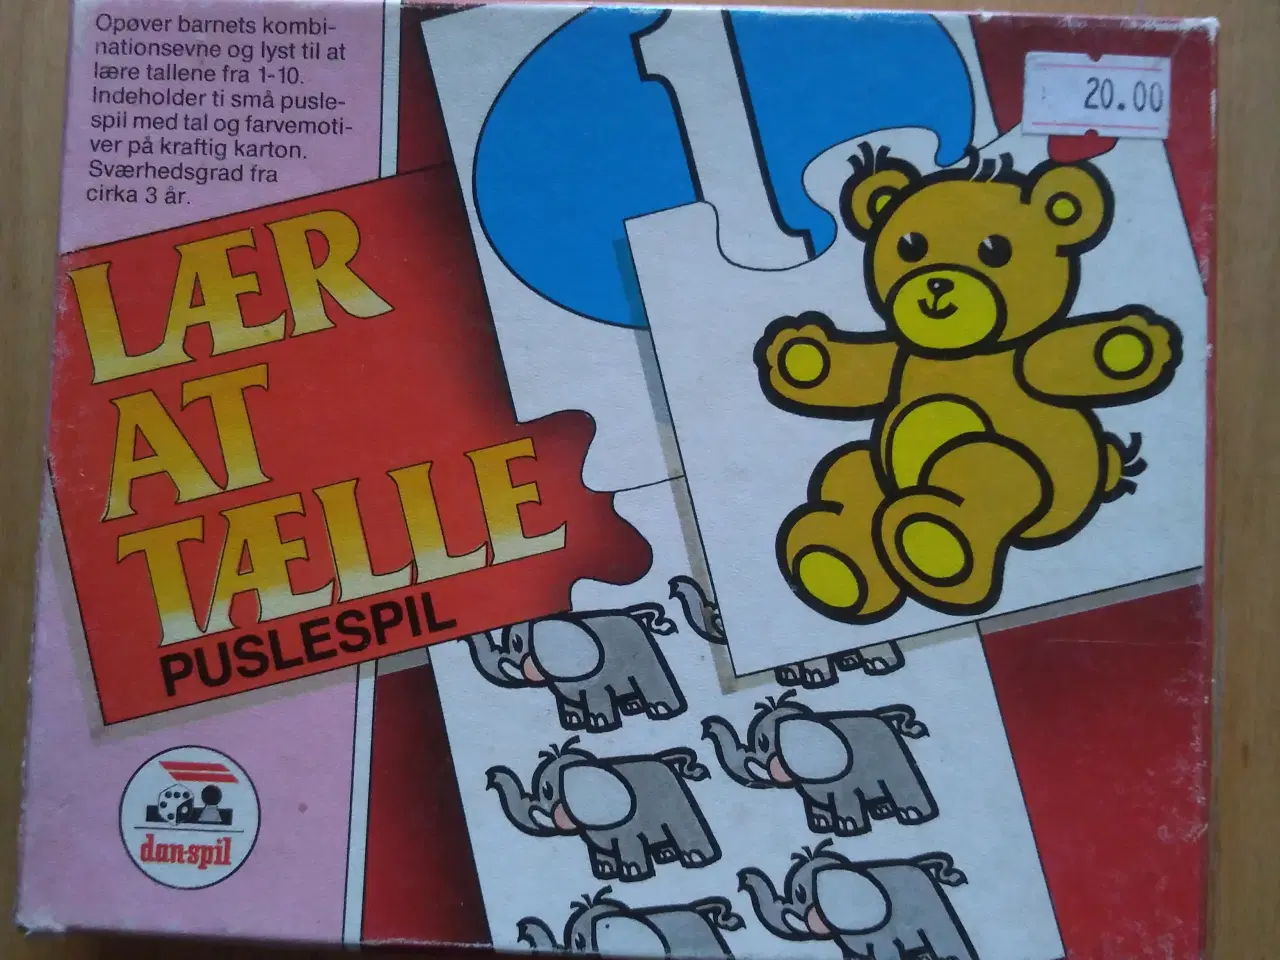 Opøver barnets kombi-
nationsevne og lyst til at
lære tallene fra 1-10.
Indeholder ti små pusle-
spil med tal og farvemoti-
ver på kraftig karton.
Sværhedsgrad fra
cirka 3 år.
20.00
1
LÆR
AT
TÆLLE
PUSLESPIL
dan-spil